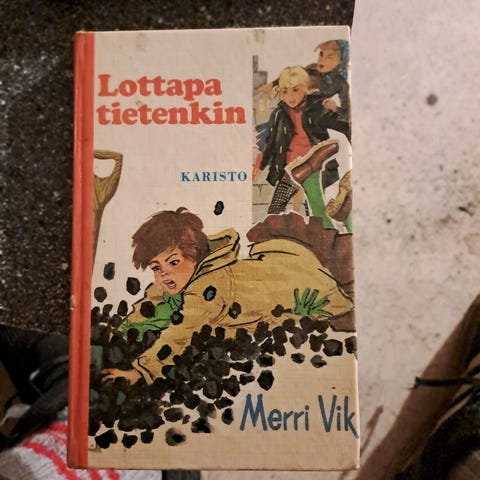 Lottapa
tietenkin
KARISTO
Merri Vik